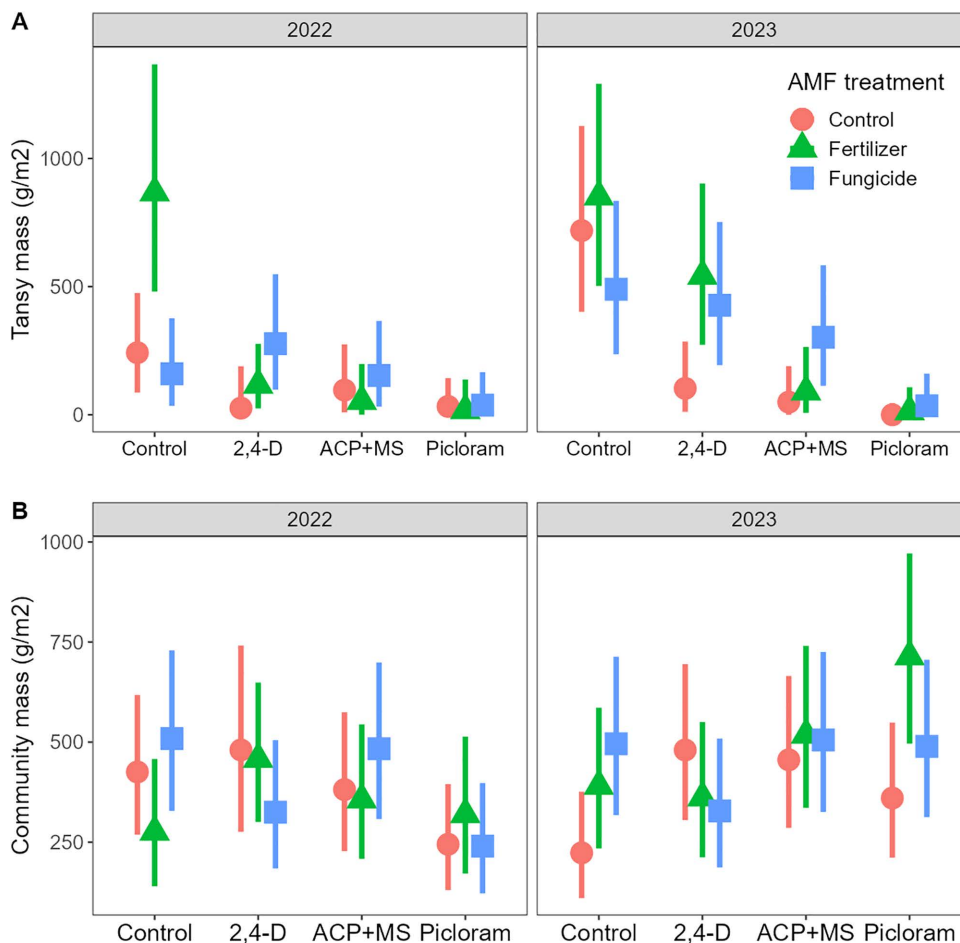 A
2022
2023
Tansy mass (g/m2)
1000
500
0
AMF treatment
Control
Fertilizer
Fungicide
Control 2,4-D ACP+MS Picloram
Control 2,4-D ACP+MS Picloram
B
2022
2023
Community mass (g/m2)
1000
750
500
250
Control 2,4-D ACP+MS Picloram
Control 2,4-D ACP+MS Picloram